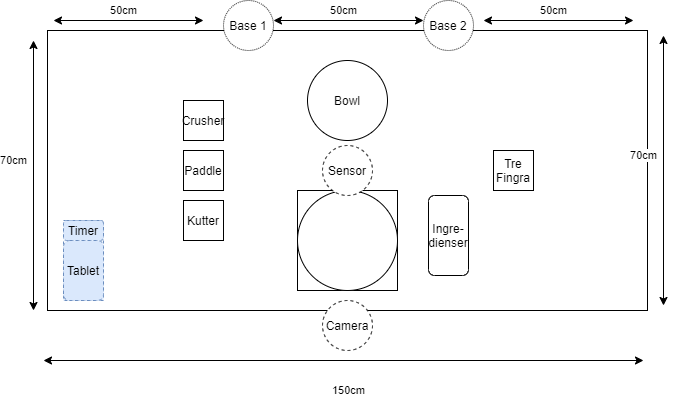 50cm
50cm
50cm
Base 1
Base 2
Bowl
Crusher
70cm
70cm
Paddle
Sensor
Tre
Fingra
Kutter
Timer
Ingre-
dienser
Tablet
Camera
150cm